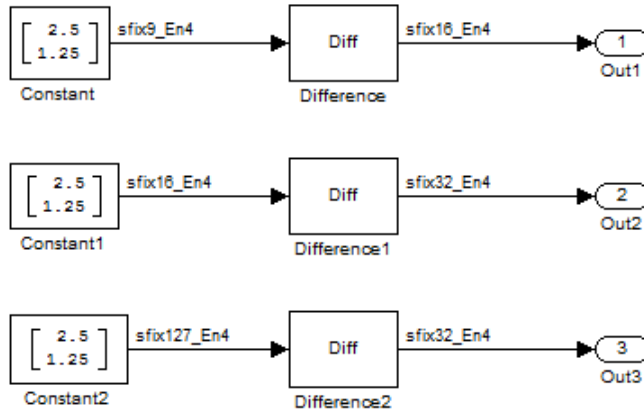 2.5
1.25
Constant
sfix9_En4
Diff
Difference
sfix16_En4
1
Out1
2.5
1.25
Constant1
sfix16_En4
Diff
Difference1
sfix32_En4
2
Out2
2.5
1.25
Constant2
sfix127_En4
Diff
Difference2
sfix32_En4
3
Out3